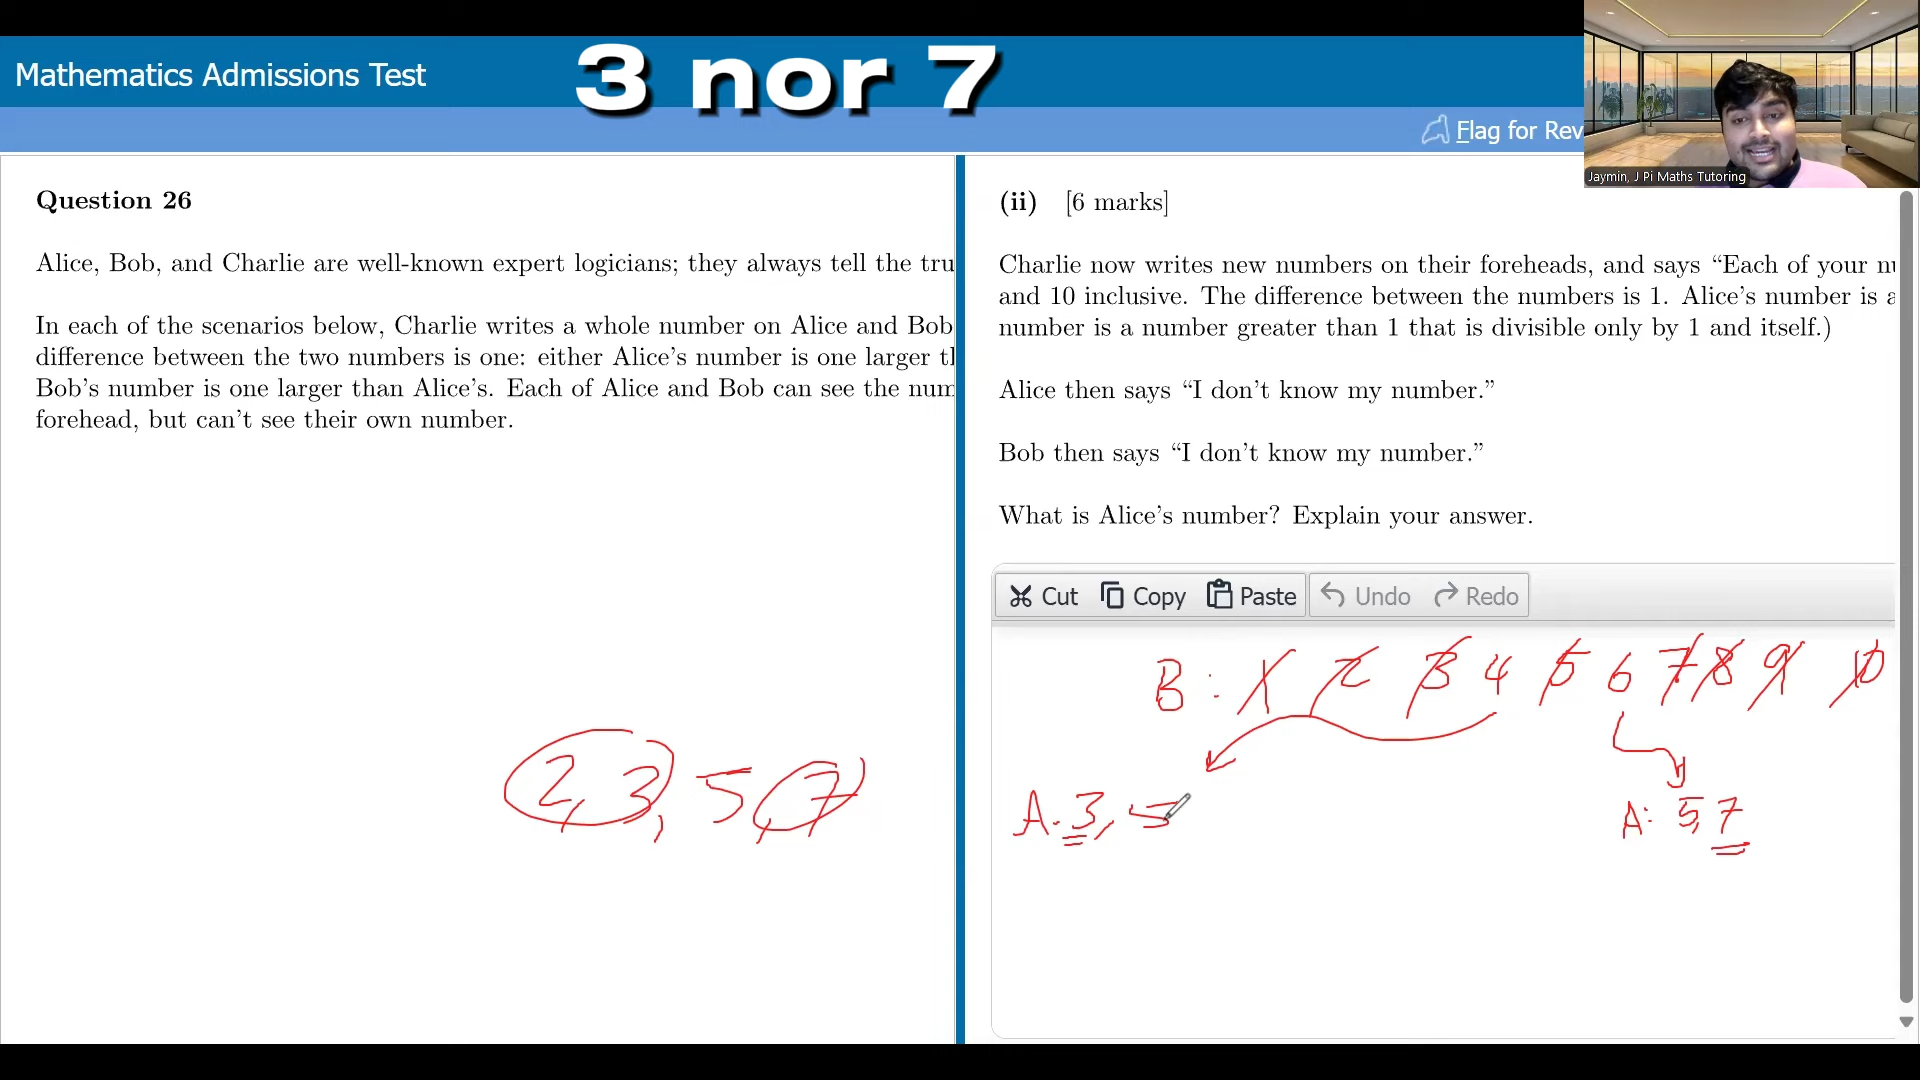 Mathematics Admissions Test
3 nor 7
Flag for Rev
Jaymin, J Pi Maths Tutoring
Question 26
Alice, Bob, and Charlie are well-known expert logicians; they always tell the tru
In each of the scenarios below, Charlie writes a whole number on Alice and Bob
difference between the two numbers is one: either Alice’s number is one larger th
Bob’s number is one larger than Alice’s. Each of Alice and Bob can see the num
forehead, but can’t see their own number.
2, 3, 5, 7
(ii) [6 marks]
Charlie now writes new numbers on their foreheads, and says “Each of your nu
and 10 inclusive. The difference between the numbers is 1. Alice’s number is a
number is a number greater than 1 that is divisible only by 1 and itself.)
Alice then says “I don’t know my number.”
Bob then says “I don’t know my number.”
What is Alice’s number? Explain your answer.
Cut Copy Paste Undo Redo
B: 1 2 3 4 5 6 7 8 9 10
A. 3, 5
A: 5, 7